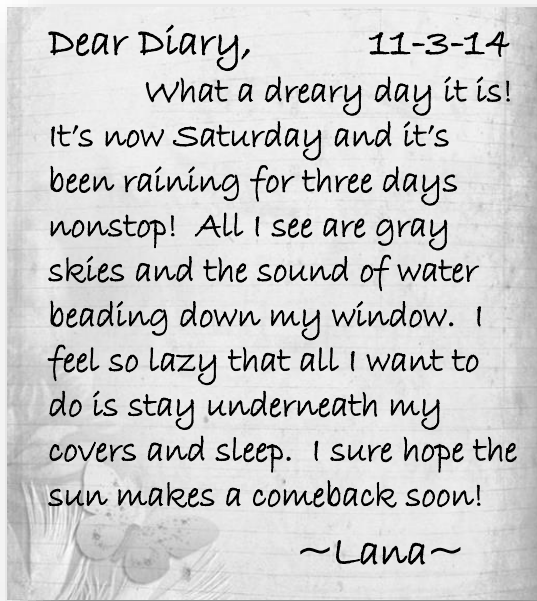 Dear Diary, 11-3-14
What a dreary day it is!
It's now Saturday and it's
been raining for three days
nonstop! All I see are gray
skies and the sound of water
beading down my window. I
feel so lazy that all I want to
do is stay underneath my
covers and sleep. I sure hope the
sun makes a comeback soon!
~Lana~